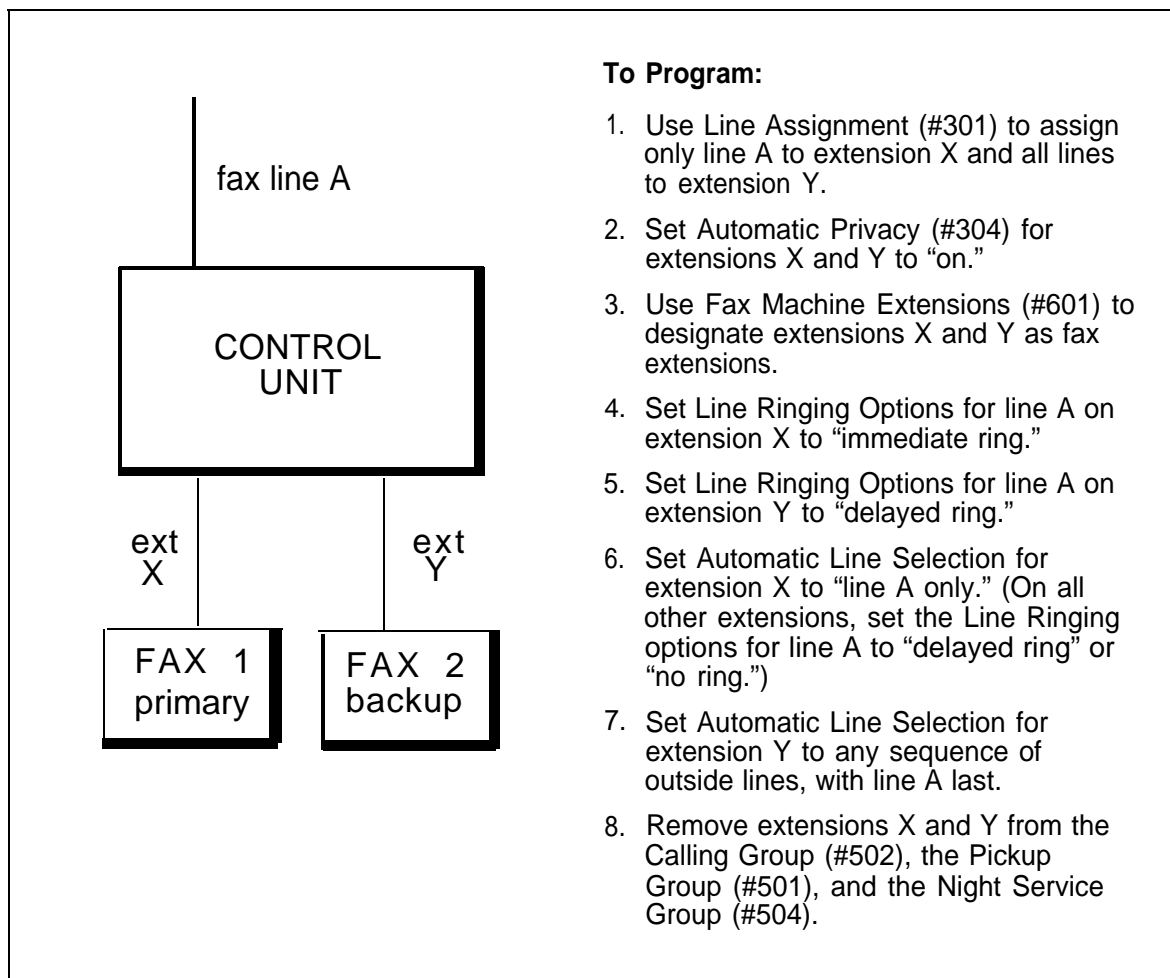 fax line A
CONTROL
UNIT
ext
X
ext
Y
FAX 1
primary
FAX 2
backup
To Program:
1. Use Line Assignment (#301) to assign
only line A to extension X and all lines
to extension Y.
2. Set Automatic Privacy (#304) for
extensions X and Y to “on.”
3. Use Fax Machine Extensions (#601) to
designate extensions X and Y as fax
extensions.
4. Set Line Ringing Options for line A on
extension X to “immediate ring.”
5. Set Line Ringing Options for line A on
extension Y to “delayed ring.”
6. Set Automatic Line Selection for
extension X to “line A only.” (On all
other extensions, set the Line Ringing
options for line A to “delayed ring” or
“no ring.”)
7. Set Automatic Line Selection for
extension Y to any sequence of
outside lines, with line A last.
8. Remove extensions X and Y from the
Calling Group (#502), the Pickup
Group (#501), and the Night Service
Group (#504).